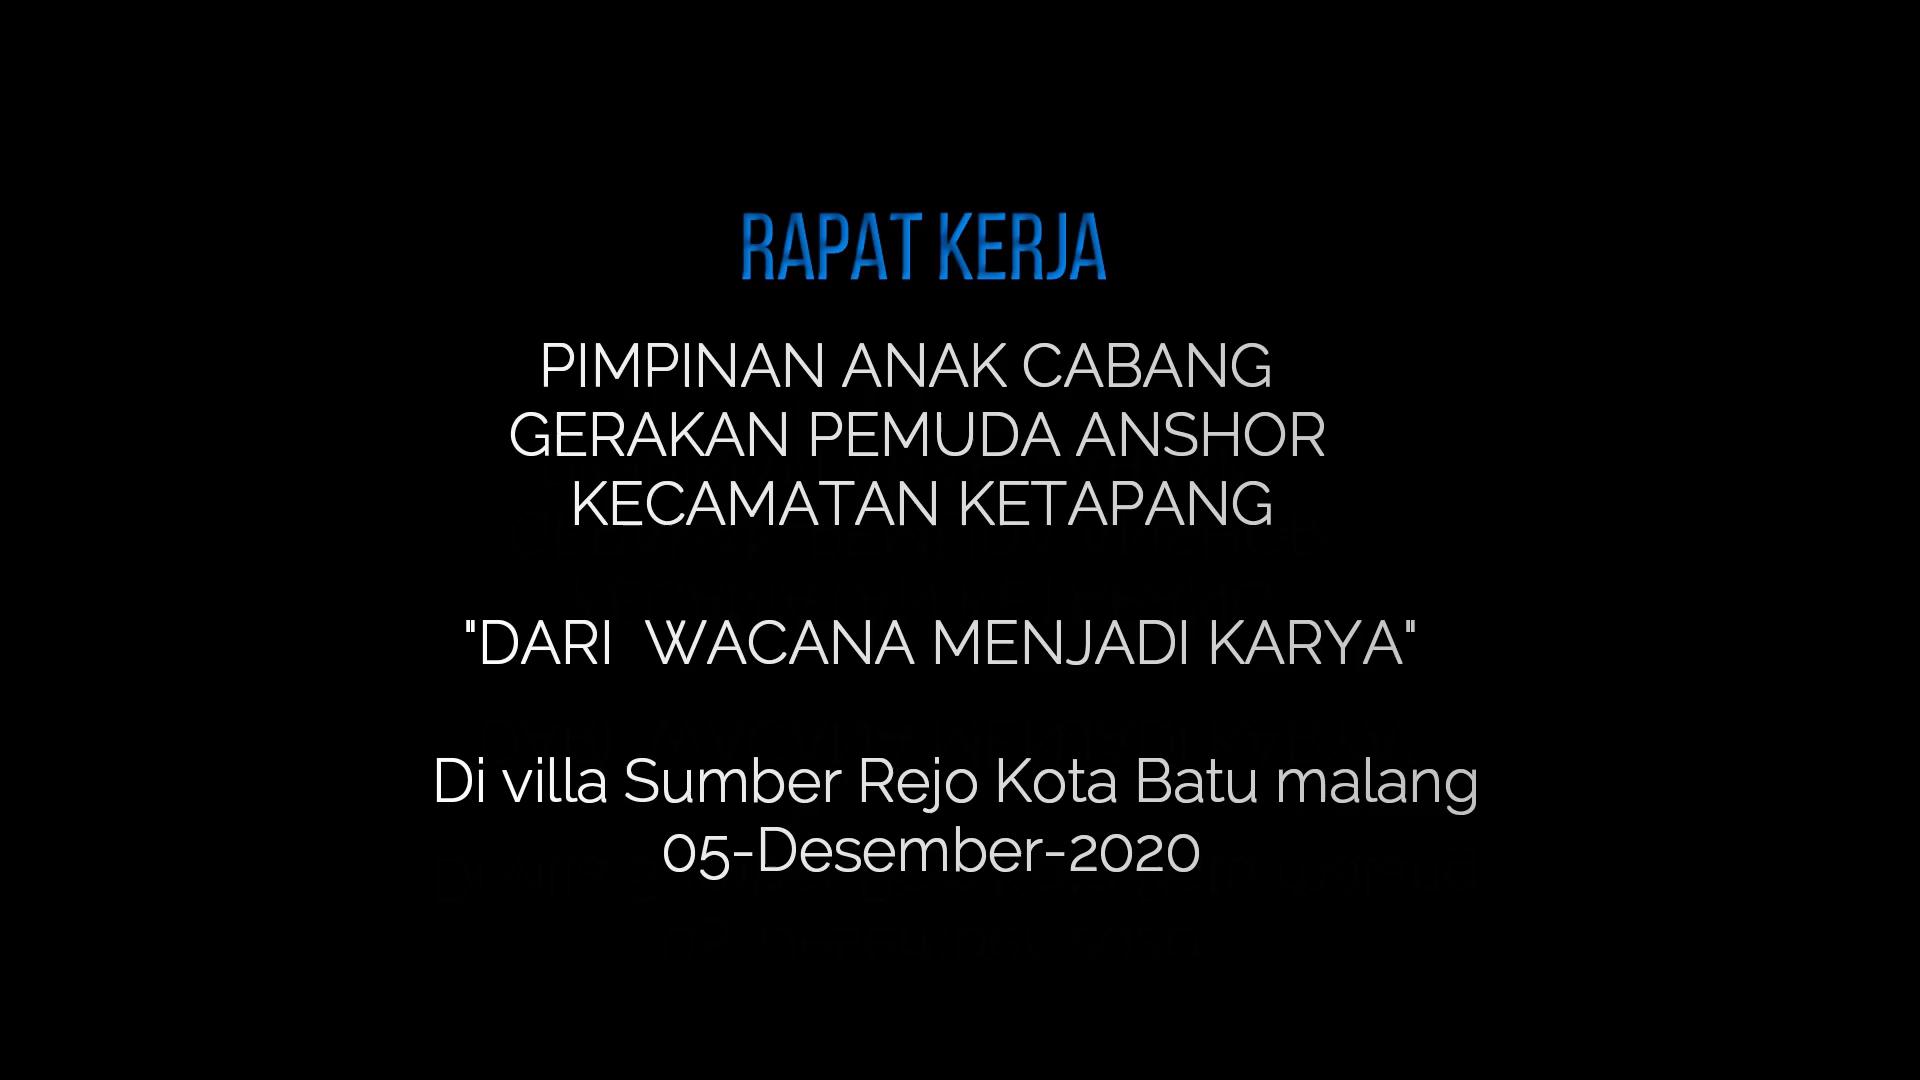 RAPAT KERJA
PIMPINAN ANAK CABANG
GERAKAN PEMUDA ANSHOR
KECAMATAN KETAPANG
"DARI  WACANA MENJADI KARYA"
Di villa Sumber Rejo Kota Batu malang
05-Desember-2020